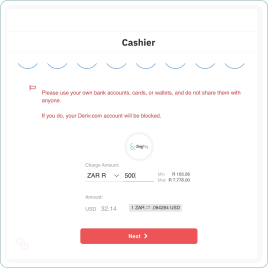 Cashier
Please use your own bank accounts, cards, or wallets, and do not share them with
anyone.
If you do, your Deriv.com account will be blocked.
Charge Amount:
ZAR R 500
Min R 155.56
Max R 7,778.00
Amount:
USD 32.14
1 ZAR .064284 USD
Next